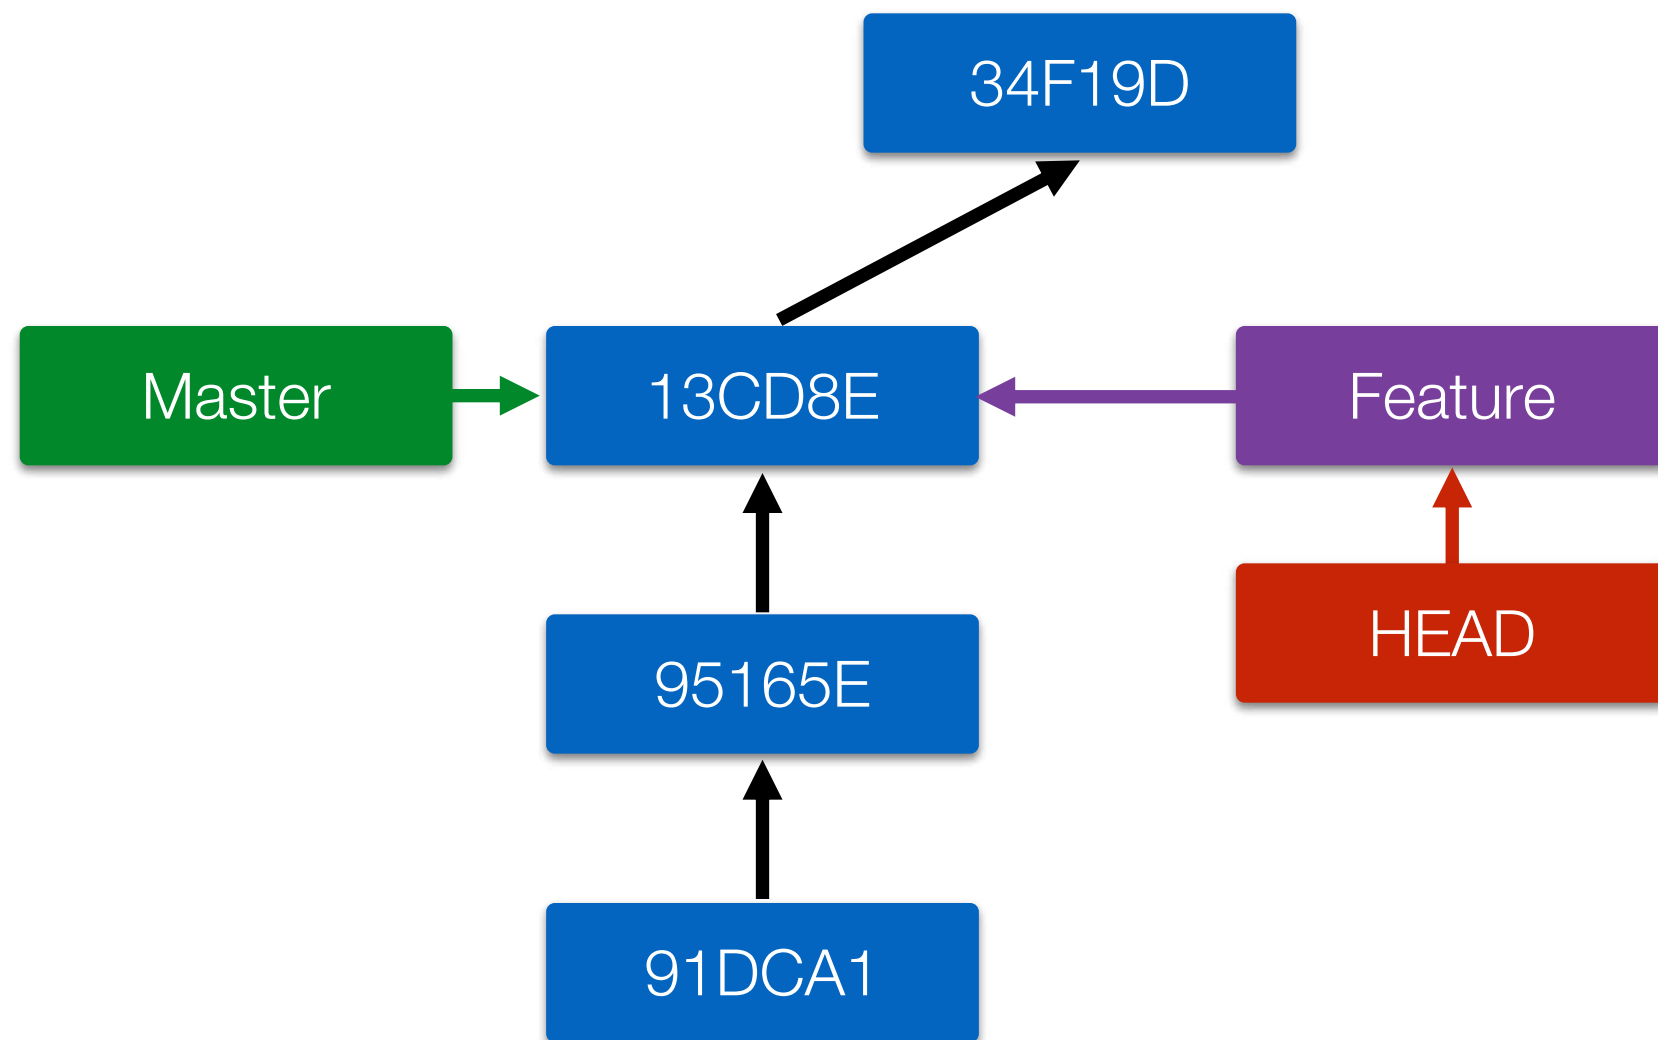 34F19D
Master
13CD8E
Feature
HEAD
95165E
91DCA1